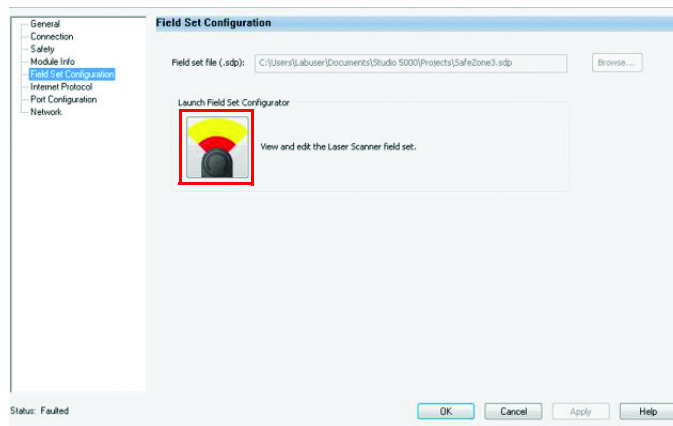 General
Connection
Safety
Module Info
Field Set Configuration
Internet Protocol
Port Configuration
Network
Field Set Configuration
Field set file (.sdp): C:\Users\Labuser\Documents\Studio 5000\Projects\SafeZone3.sdp Browse...
Launch Field Set Configurator
View and edit the Laser Scanner field set.
Status: Faulted
OK Cancel Apply Help